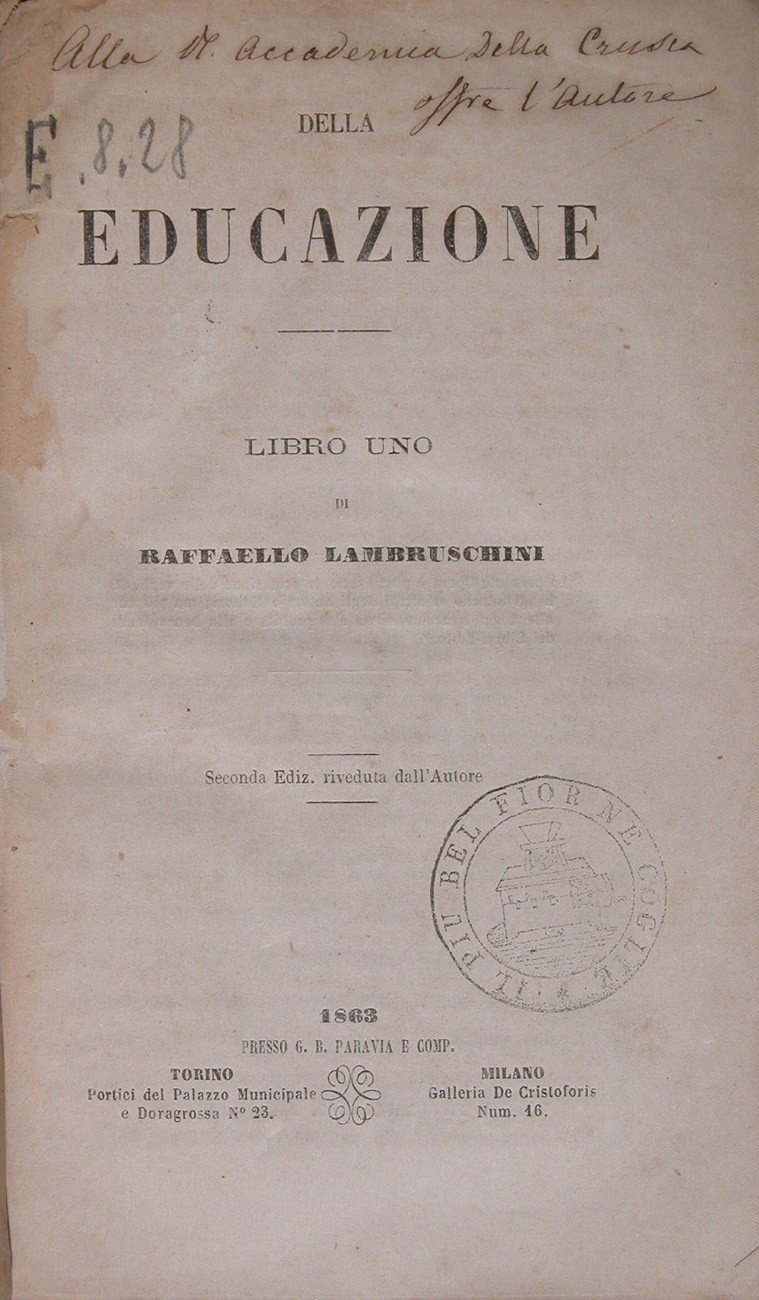 Alla R. Accademia Della Crusca
offre l'Autore
E.8.28
DELLA
EDUCAZIONE
LIBRO UNO
DI
RAFFAELLO LAMBRUSCHINI
Seconda Ediz. riveduta dall'Autore
IL PIÙ BEL FIOR NE COGLIE
1863
PRESSO G. B. PARAVIA E COMP.
TORINO
Portici del Palazzo Municipale
e Doragrossa Nº 23.
MILANO
Galleria De Cristoforis
Num. 16.